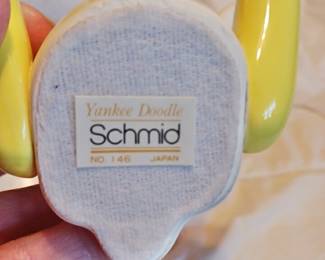 Yankee Doodle
Schmid
NO. 146 JAPAN